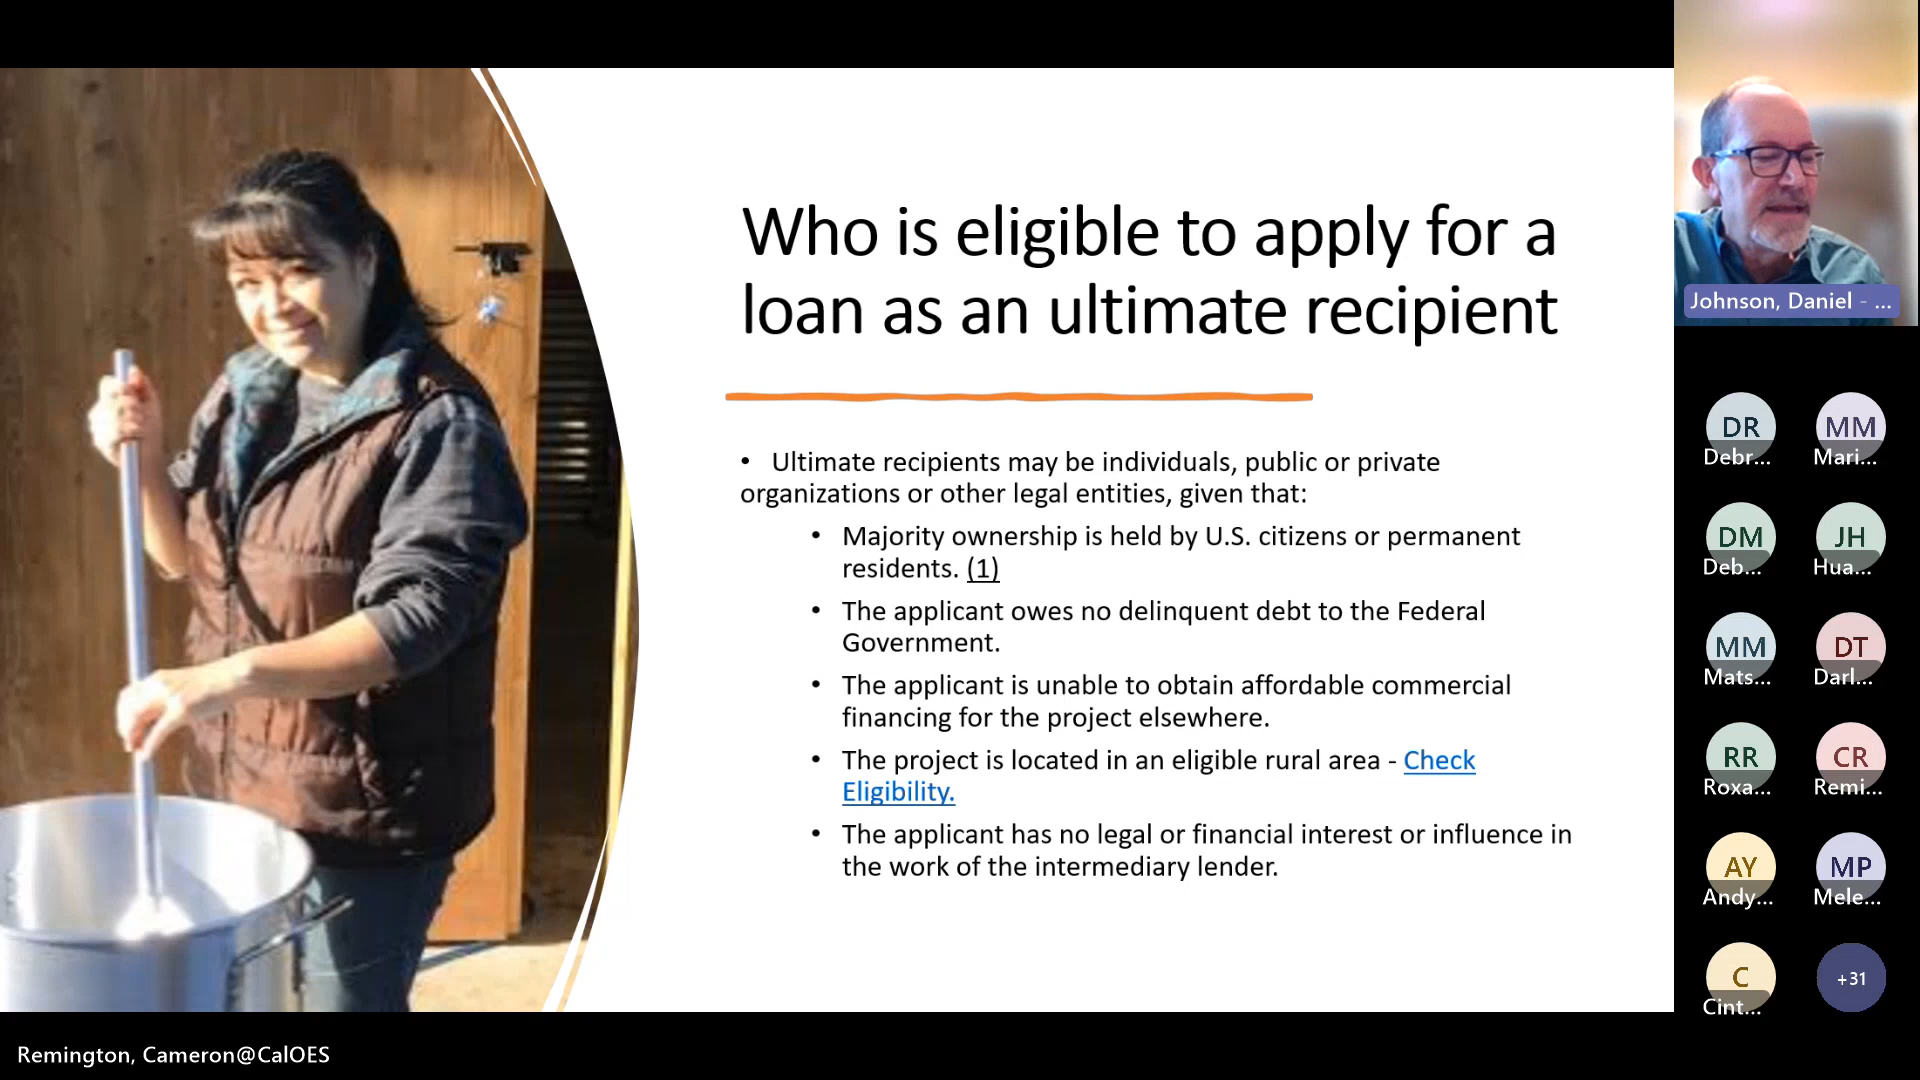 Who is eligible to apply for a
loan as an ultimate recipient
• Ultimate recipients may be individuals, public or private
organizations or other legal entities, given that:
• Majority ownership is held by U.S. citizens or permanent
residents. (1)
• The applicant owes no delinquent debt to the Federal
Government.
• The applicant is unable to obtain affordable commercial
financing for the project elsewhere.
• The project is located in an eligible rural area - Check
Eligibility.
• The applicant has no legal or financial interest or influence in
the work of the intermediary lender.
Johnson, Daniel - ...
DR
Debr...
MM
Mari...
DM
Deb...
JH
Hua...
MM
Mats...
DT
Darl...
RR
Roxa...
CR
Remi...
AY
Andy...
MP
Mele...
C
Cint...
+31
Remington, Cameron@CalOES